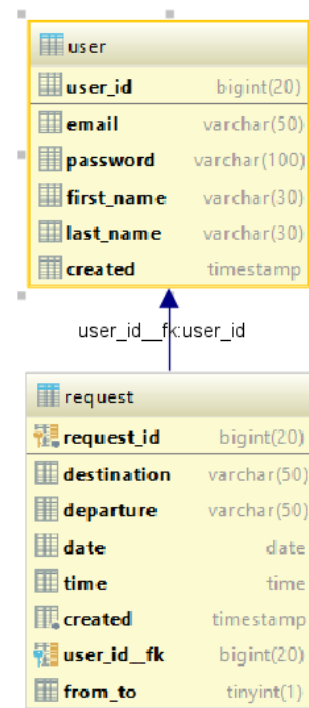 user
user_id bigint(20)
email varchar(50)
password varchar(100)
first_name varchar(30)
last_name varchar(30)
created timestamp
user_id__fk:user_id
request
request_id bigint(20)
destination varchar(50)
departure varchar(50)
date date
time time
created timestamp
user_id__fk bigint(20)
from_to tinyint(1)